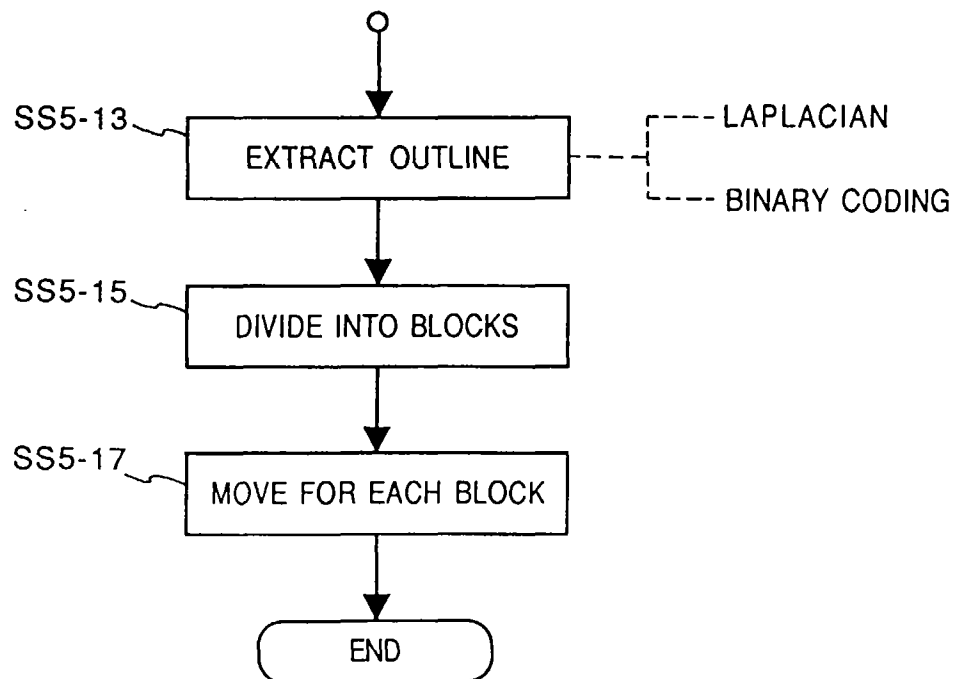 SS5-13
EXTRACT OUTLINE
LAPLACIAN
BINARY CODING
SS5-15
DIVIDE INTO BLOCKS
SS5-17
MOVE FOR EACH BLOCK
END